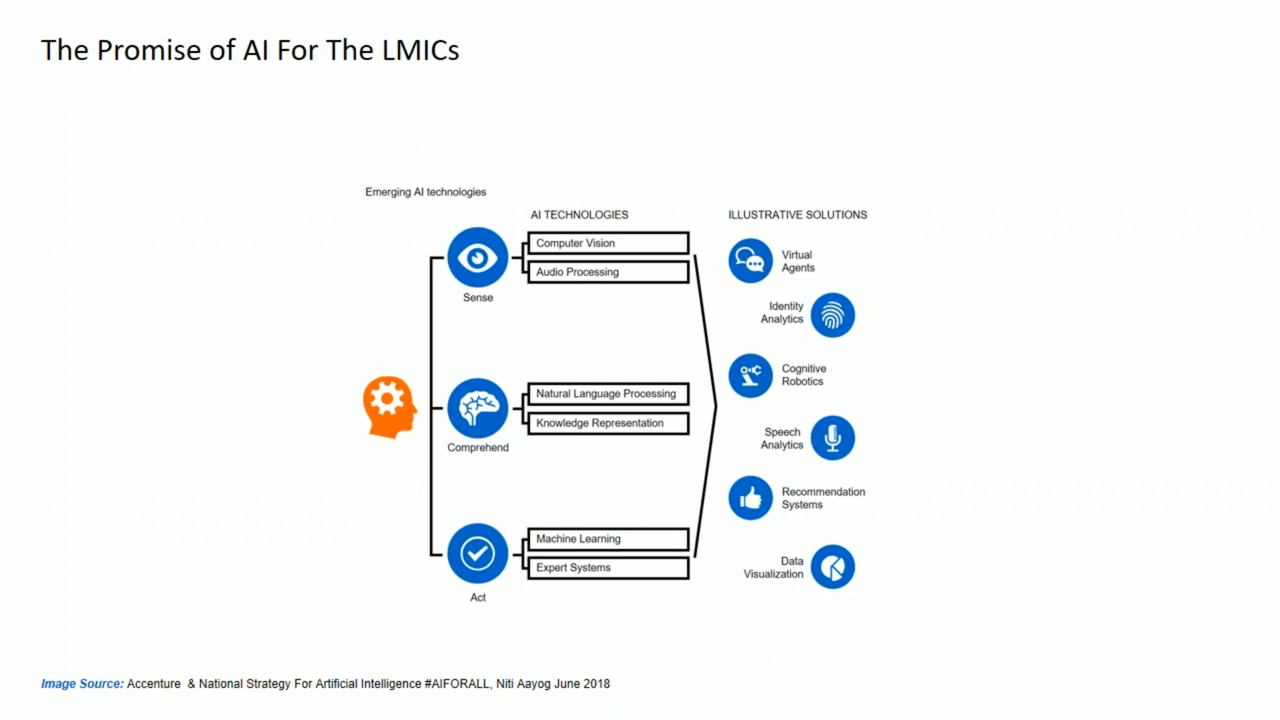 The Promise of AI For The LMICs
Emerging AI technologies
AI TECHNOLOGIES
ILLUSTRATIVE SOLUTIONS
Sense
Computer Vision
Audio Processing
Comprehend
Natural Language Processing
Knowledge Representation
Act
Machine Learning
Expert Systems
Virtual
Agents
Identity
Analytics
Cognitive
Robotics
Speech
Analytics
Recommendation
Systems
Data
Visualization
Image Source: Accenture & National Strategy For Artificial Intelligence #AIFORALL, Niti Aayog June 2018